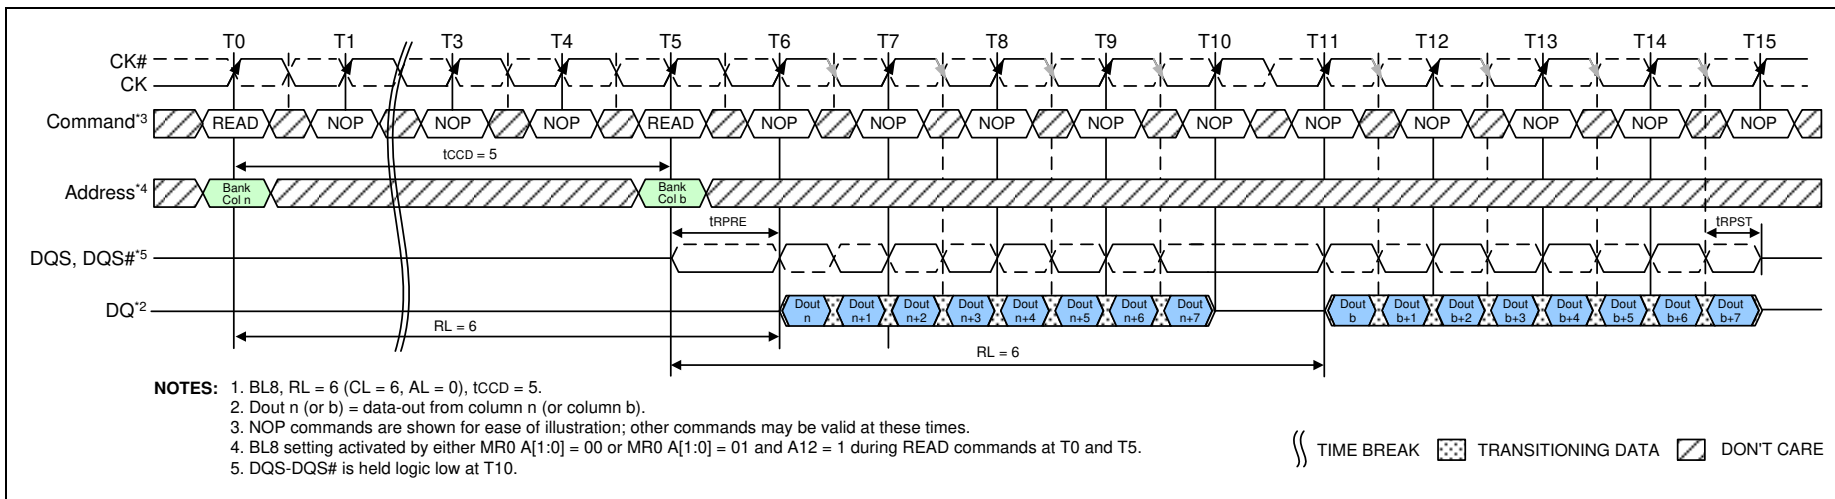 T0 T1 T3 T4 T5 T6 T7 T8 T9 T10 T11 T12 T13 T14 T15
CK#
CK
Command*3 READ NOP NOP NOP READ NOP NOP NOP NOP NOP NOP NOP NOP NOP NOP
tCCD = 5
Address*4 Bank Col n Bank Col b
tRPRE tRPST
DQS, DQS#*5
DQ*2 Dout n Dout n+1 Dout n+2 Dout n+3 Dout n+4 Dout n+5 Dout n+6 Dout n+7 Dout b Dout b+1 Dout b+2 Dout b+3 Dout b+4 Dout b+5 Dout b+6 Dout b+7
RL = 6
RL = 6
NOTES: 1. BL8, RL = 6 (CL = 6, AL = 0), tCCD = 5.
2. Dout n (or b) = data-out from column n (or column b).
3. NOP commands are shown for ease of illustration; other commands may be valid at these times.
4. BL8 setting activated by either MR0 A[1:0] = 00 or MR0 A[1:0] = 01 and A12 = 1 during READ commands at T0 and T5.
5. DQS-DQS# is held logic low at T10.
TIME BREAK TRANSITIONING DATA DON'T CARE